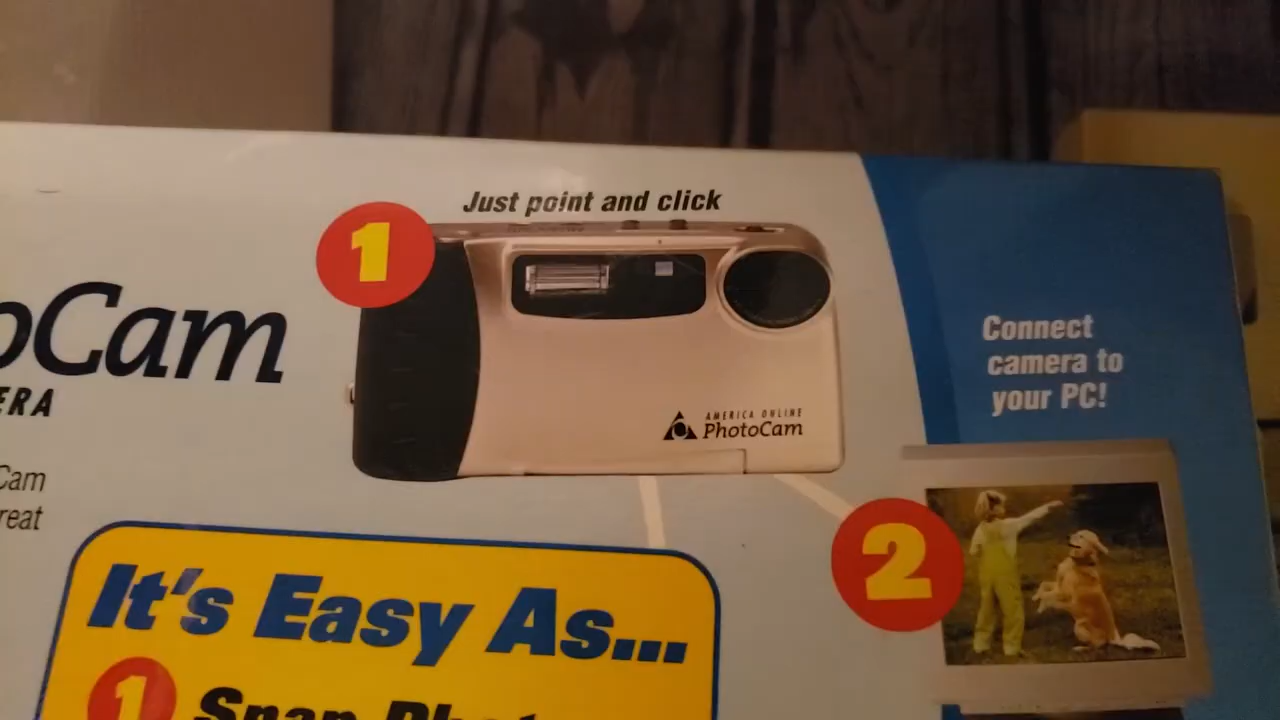 Just point and click
1
oCam
ERA
AMERICA ONLINE
PhotoCam
Connect
camera to
your PC!
Cam
reat
2
It's Easy As...
1 Snap